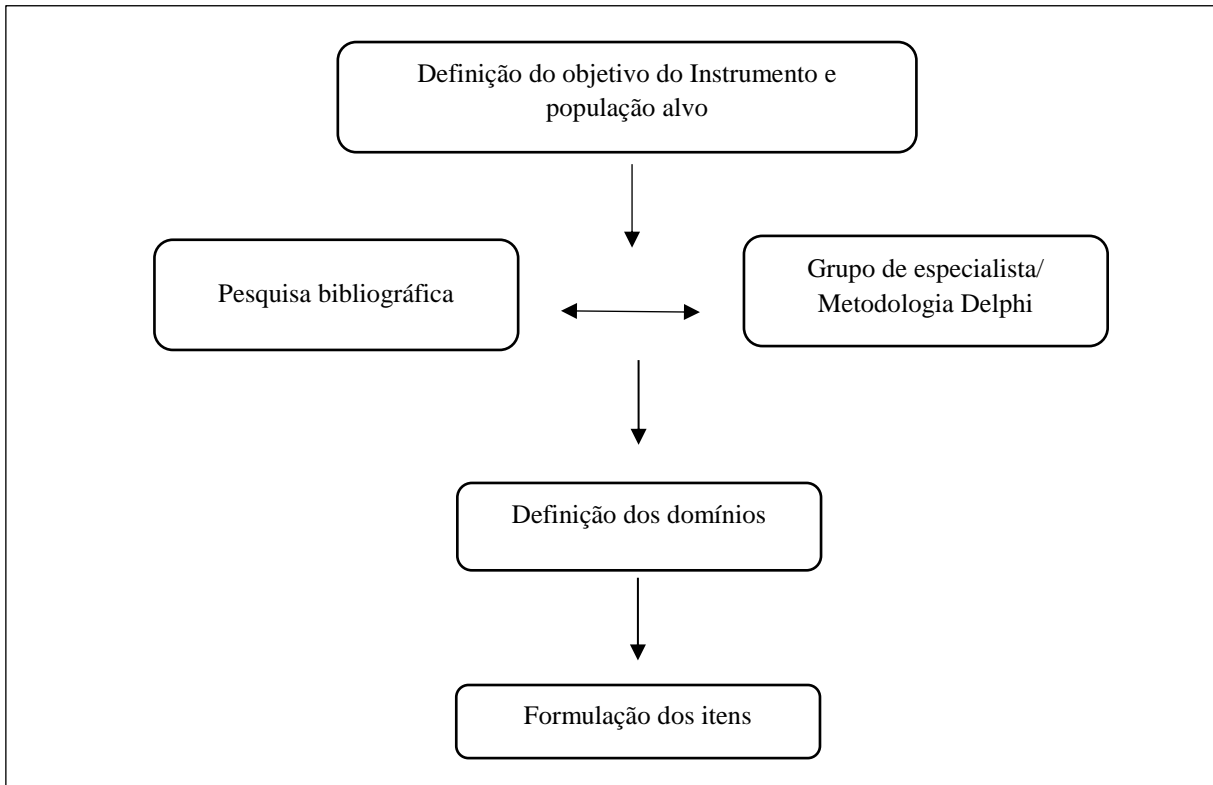 Definição do objetivo do Instrumento e
população alvo
Pesquisa bibliográfica
Grupo de especialista/
Metodologia Delphi
Definição dos domínios
Formulação dos itens